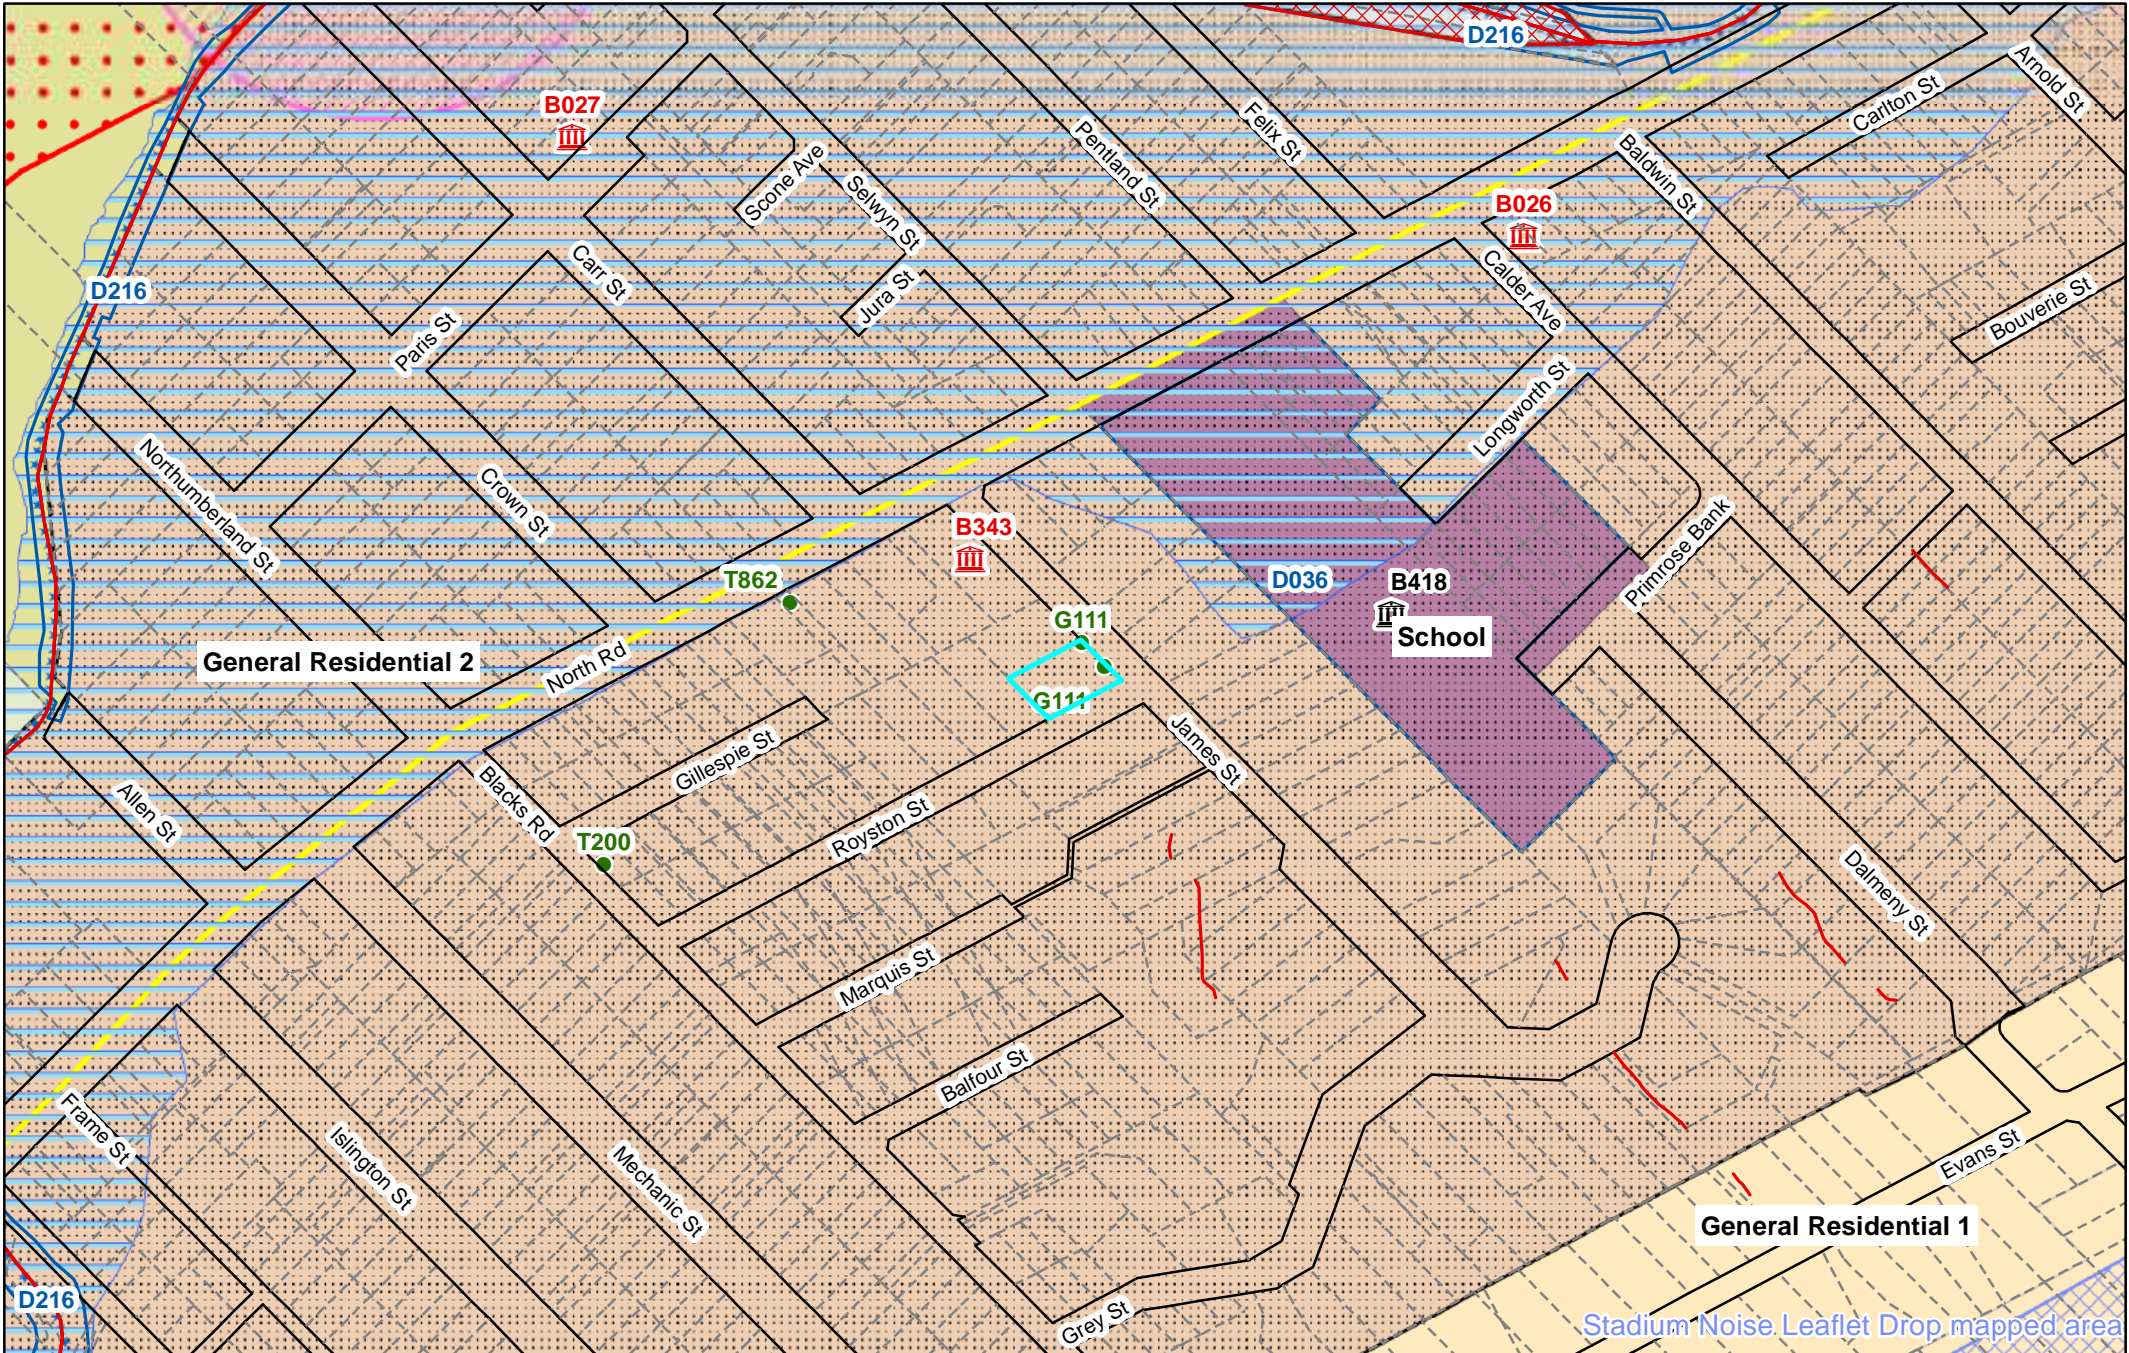 D216
Arnold St
Carlton St
B027
Felix St
Pentland St
Baldwin St
Scone Ave
Selwyn St
B026
Carr St
Calder Ave
D216
Jura St
Bouverie St
Paris St
Longworth St
Northumberland St
Crown St
B343
Primrose Bank
T862
D036
B418
School
G111
General Residential 2
North Rd
G111
James St
Gillespie St
Blacks Rd
Allen St
Royston St
T200
Dalmeny St
Marquis St
Balfour St
Frame St
Islington St
Mechanic St
Evans St
General Residential 1
D216
Grey St
Stadium Noise Leaflet Drop mapped area